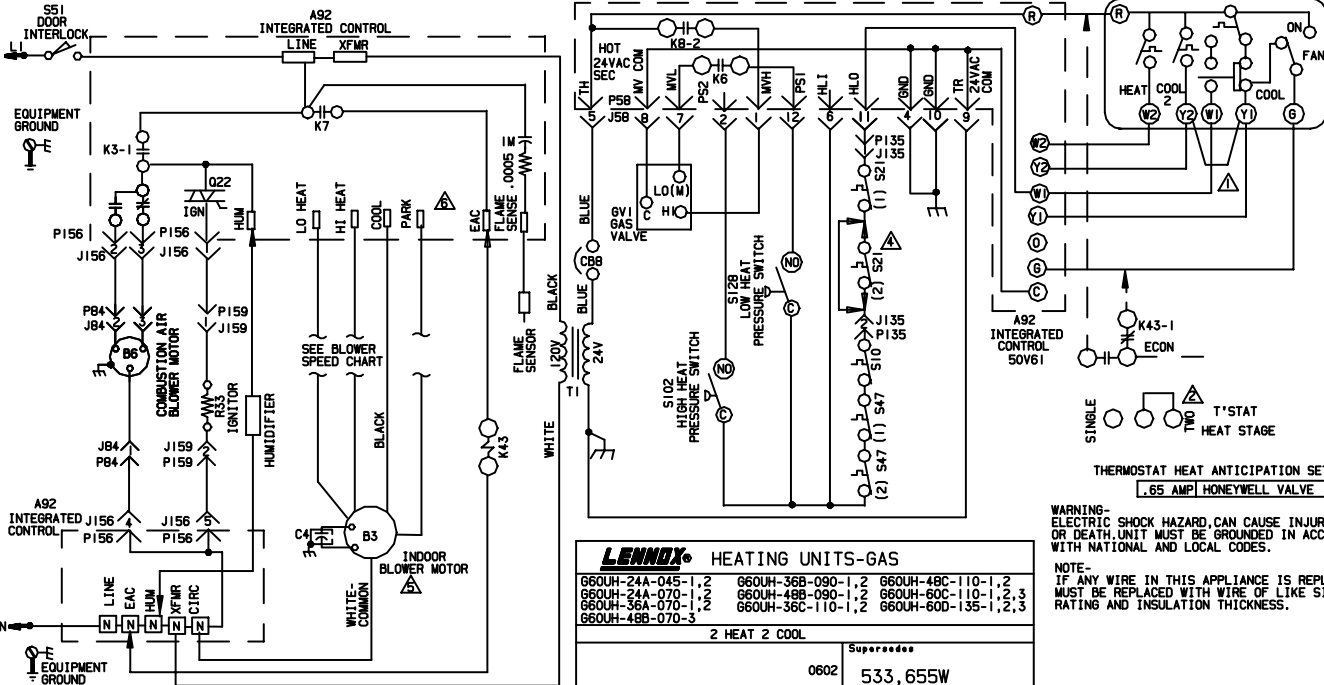 S51
DOOR
INTERLOCK
L1
A92
INTEGRATED CONTROL
LINE XFMR
EQUIPMENT
GROUND
K7
K3-1
Q22
IGN
HUM
LO HEAT
HI HEAT
COOL
PARK
6
EAC
FLAME SENSE
.0005
1M
P156 2 3 P156 1
J156 J156
P84 2 3
J84
P159
1
J159
B6
COMBUSTION AIR
BLOWER MOTOR
R33
IGNITOR
HUMIDIFIER
SEE BLOWER
SPEED CHART
BLACK
FLAME
SENSOR
K43
J84 1
P84
J159 2
P159
A92
INTEGRATED
CONTROL
J156 4 J156 5
P156 P156
C4
B3
INDOOR
BLOWER MOTOR
5
WHITE-
COMMON
LINE
EAC
HUM
XFMR
CIRC
N N N N N N
EQUIPMENT
GROUND
BLACK
120V
T1
24V
WHITE
BLUE
CB8
BLUE
HOT
24VAC
SEC
TH
MV COM
MVL
PS2
MVH
PS1
HLI
HLO
GND
GND
TR
24VAC
COM
K8-2
K6
P58
J58
5 8 7 2 1 12 6 11 4 10 9
LO(M)
C HI
GV1
GAS
VALVE
NO
C
S128
LOW HEAT
PRESSURE SWITCH
NO
C
S102
HIGH HEAT
PRESSURE SWITCH
P135
J135
S21
(1)
4
S21
(2)
J135
2
P135
S10
S47
(1)
S47
(2)
R
W2
Y2
W1
Y1
O
G
C
A92
INTEGRATED
CONTROL
50V61
R
ON
FAN
HEAT COOL
2
COOL
W2 Y2 W1 Y1 G
1
K43-1
ECON
SINGLE
TWO
2
T'STAT
HEAT STAGE
THERMOSTAT HEAT ANTICIPATION SE
.65 AMP HONEYWELL VALVE
WARNING-
ELECTRIC SHOCK HAZARD,CAN CAUSE INJUR
OR DEATH.UNIT MUST BE GROUNDED IN ACC
WITH NATIONAL AND LOCAL CODES.
NOTE-
IF ANY WIRE IN THIS APPLIANCE IS REPL
MUST BE REPLACED WITH WIRE OF LIKE SI
RATING AND INSULATION THICKNESS.
LENNOX® HEATING UNITS-GAS
G60UH-24A-045-1,2 G60UH-36B-090-1,2 G60UH-48C-110-1,2
G60UH-24A-070-1,2 G60UH-48B-090-1,2 G60UH-60C-110-1,2,3
G60UH-36A-070-1,2 G60UH-36C-110-1,2 G60UH-60D-135-1,2,3
G60UH-48B-070-3
2 HEAT 2 COOL
Supersedes
0602 533,655W